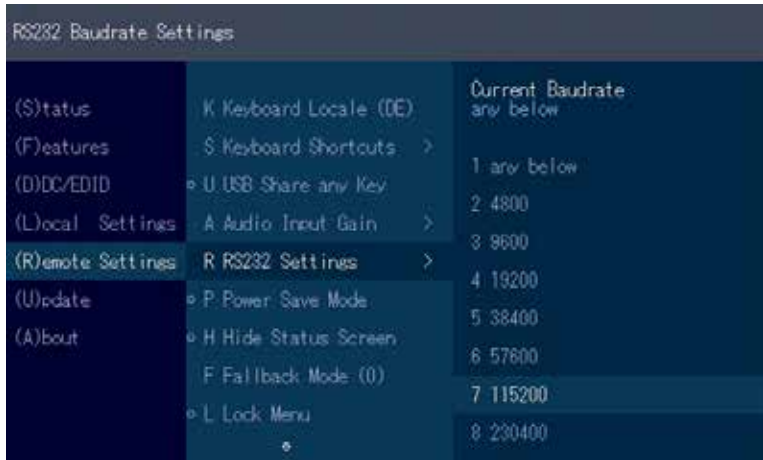 RS232 Baudrate Settings
(S)tatus
(F)eatures
(D)DC/EDID
(L)ocal Settings
(R)emote Settings
(U)pdate
(A)bout
K Keyboard Locale (DE)
S Keyboard Shortcuts >
U USB Share any Key
A Audio Input Gain >
R RS232 Settings >
P Power Save Mode
H Hide Status Screen
F Fallback Mode (0)
L Lock Menu
Current Baudrate
any below
1 any below
2 4800
3 9600
4 19200
5 38400
6 57600
7 115200
8 230400